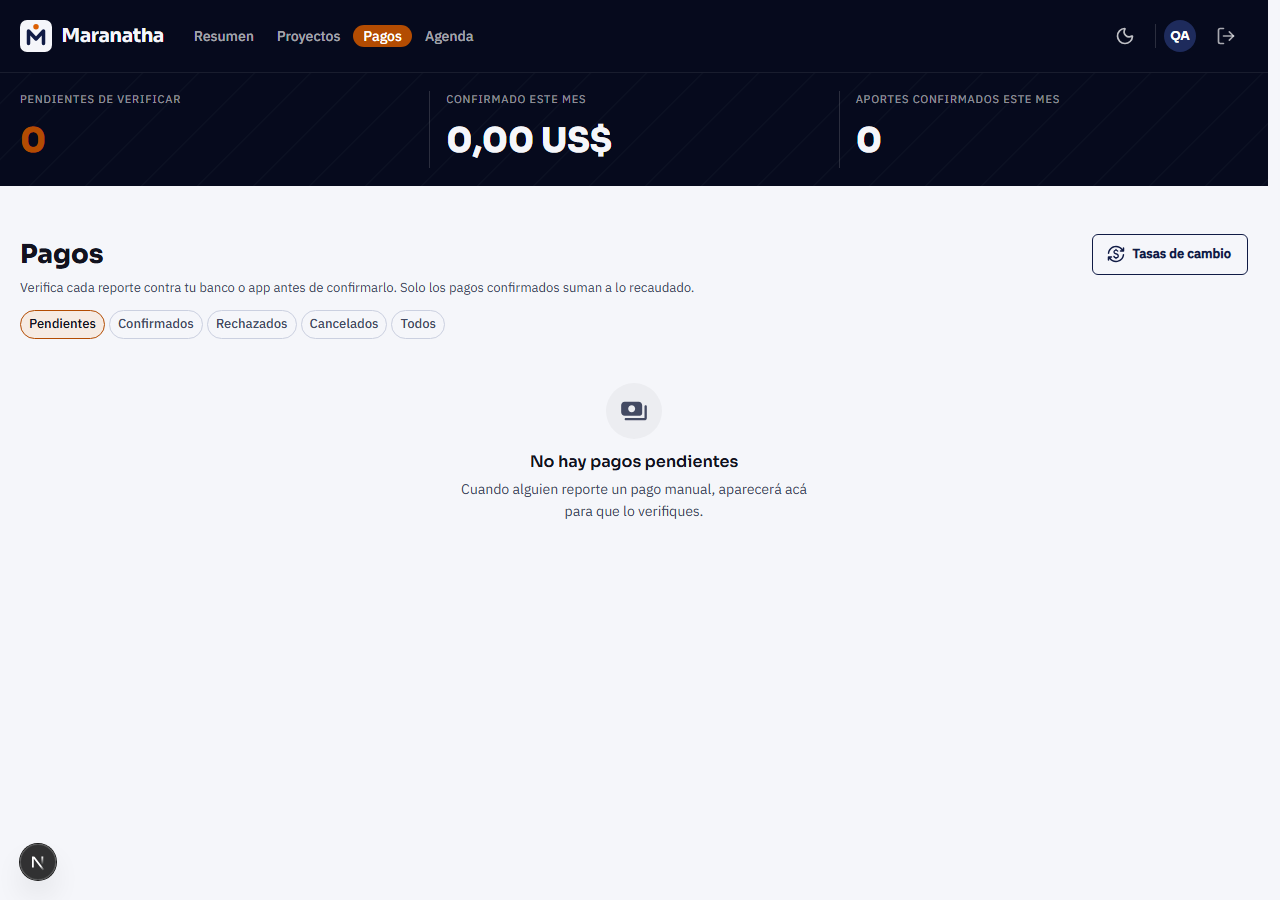 Maranatha
Resumen
Proyectos
Pagos
Agenda
QA
PENDIENTES DE VERIFICAR
0
CONFIRMADO ESTE MES
0,00 US$
APORTES CONFIRMADOS ESTE MES
0
Pagos
Tasas de cambio
Verifica cada reporte contra tu banco o app antes de confirmarlo. Solo los pagos confirmados suman a lo recaudado.
Pendientes
Confirmados
Rechazados
Cancelados
Todos
No hay pagos pendientes
Cuando alguien reporte un pago manual, aparecerá acá
para que lo verifiques.
N